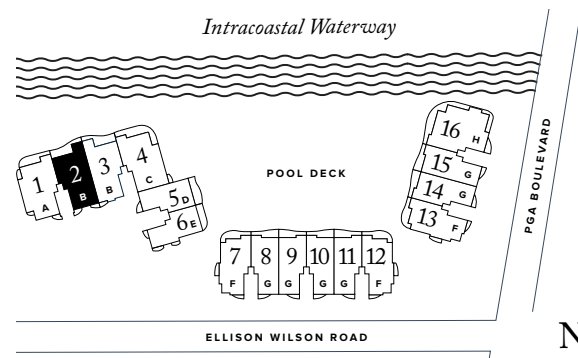 Intracoastal Waterway
1 A
2 B
3 B
4 C
5 D
6 E
POOL DECK
16 H
15 G
14 G
13 F
7 F
8 G
9 G
10 G
11 G
12 F
PGA BOULEVARD
ELLISON WILSON ROAD
N